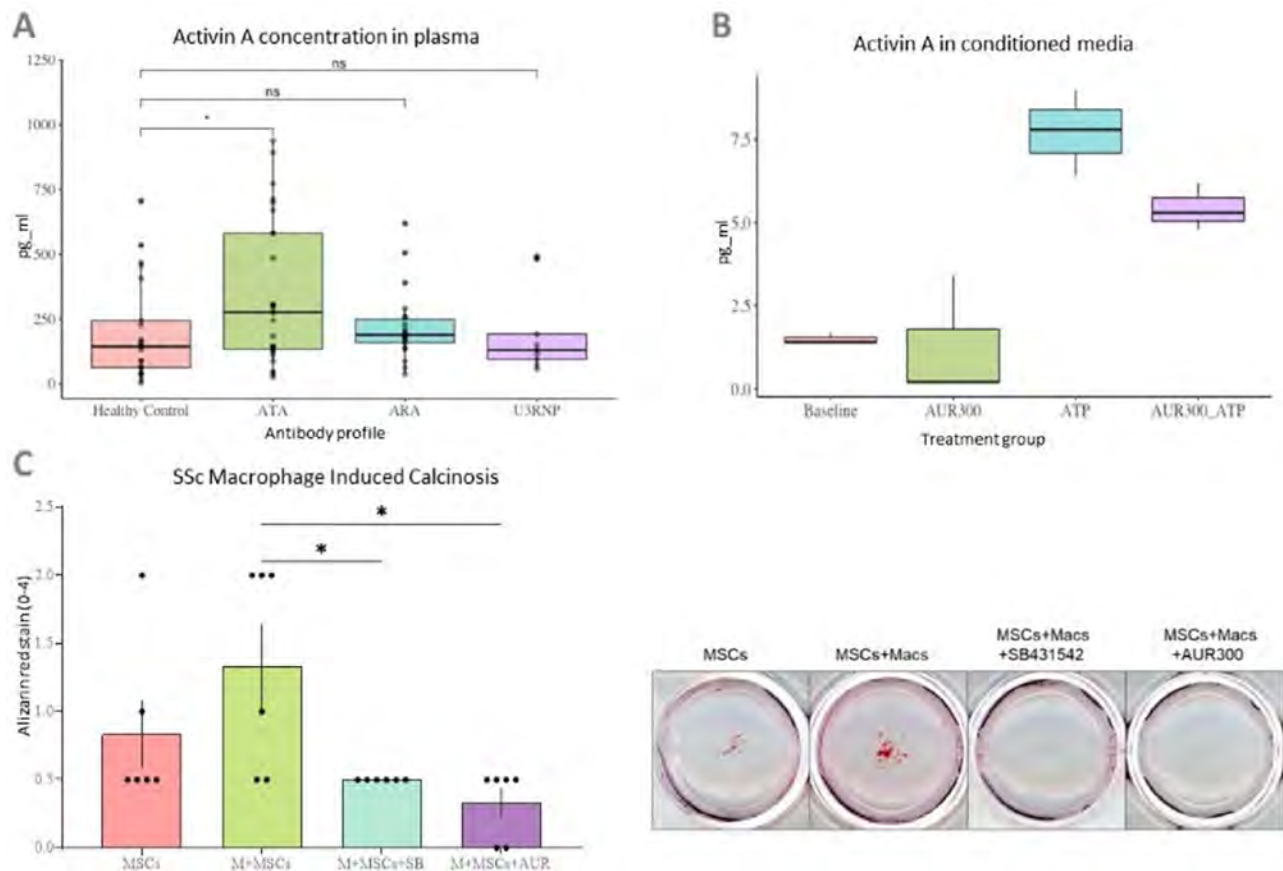 A
Activin A concentration in plasma
1250
1000
750
500
250
0
pg_ml
ns
ns
*
Healthy Control
ATA
ARA
U3RNP
Antibody profile
B
Activin A in conditioned media
7.5
5.0
2.5
0.0
pg_ml
Baseline
AUR300
ATP
AUR300_ATP
Treatment group
C
SSc Macrophage Induced Calcinosis
2.5
2.0
1.5
1.0
0.5
0.0
Alizarin red stain (0-4)
*
*
MSCs
M+MSCs
M+MSCs+SB
M+MSCs+AUR
MSCs
MSCs+Macs
MSCs+Macs
+SB431542
MSCs+Macs
+AUR300